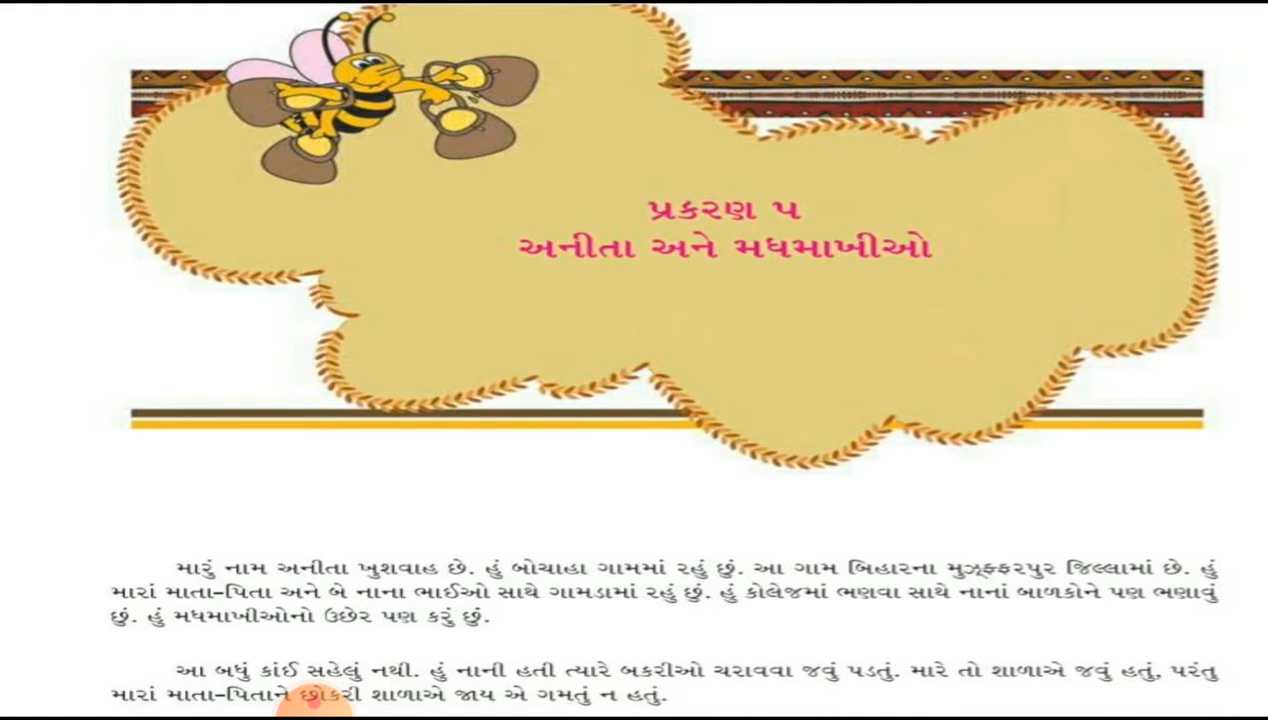 પ્રકરણ ૫
અનીતા અને મધમાખીઓ
મારું નામ અનીતા ખુશવાહ છે. હું બોચાહા ગામમાં રહું છું. આ ગામ બિહારના મુઝ્ફ્ફરપુર જિલ્લામાં છે. હું
મારાં માતા-પિતા અને બે નાના ભાઈઓ સાથે ગામડામાં રહું છું. હું કોલેજમાં ભણવા સાથે નાનાં બાળકોને પણ ભણાવું
છું. હું મધમાખીઓનો ઉછેર પણ કરું છું.
આ બધું કાંઈ સહેલું નથી. હું નાની હતી ત્યારે બકરીઓ ચરાવવા જવું પડતું. મારે તો શાળાએ જવું હતું, પરંતુ
મારાં માતા-પિતાને છોકરી શાળાએ જાય એ ગમતું ન હતું.